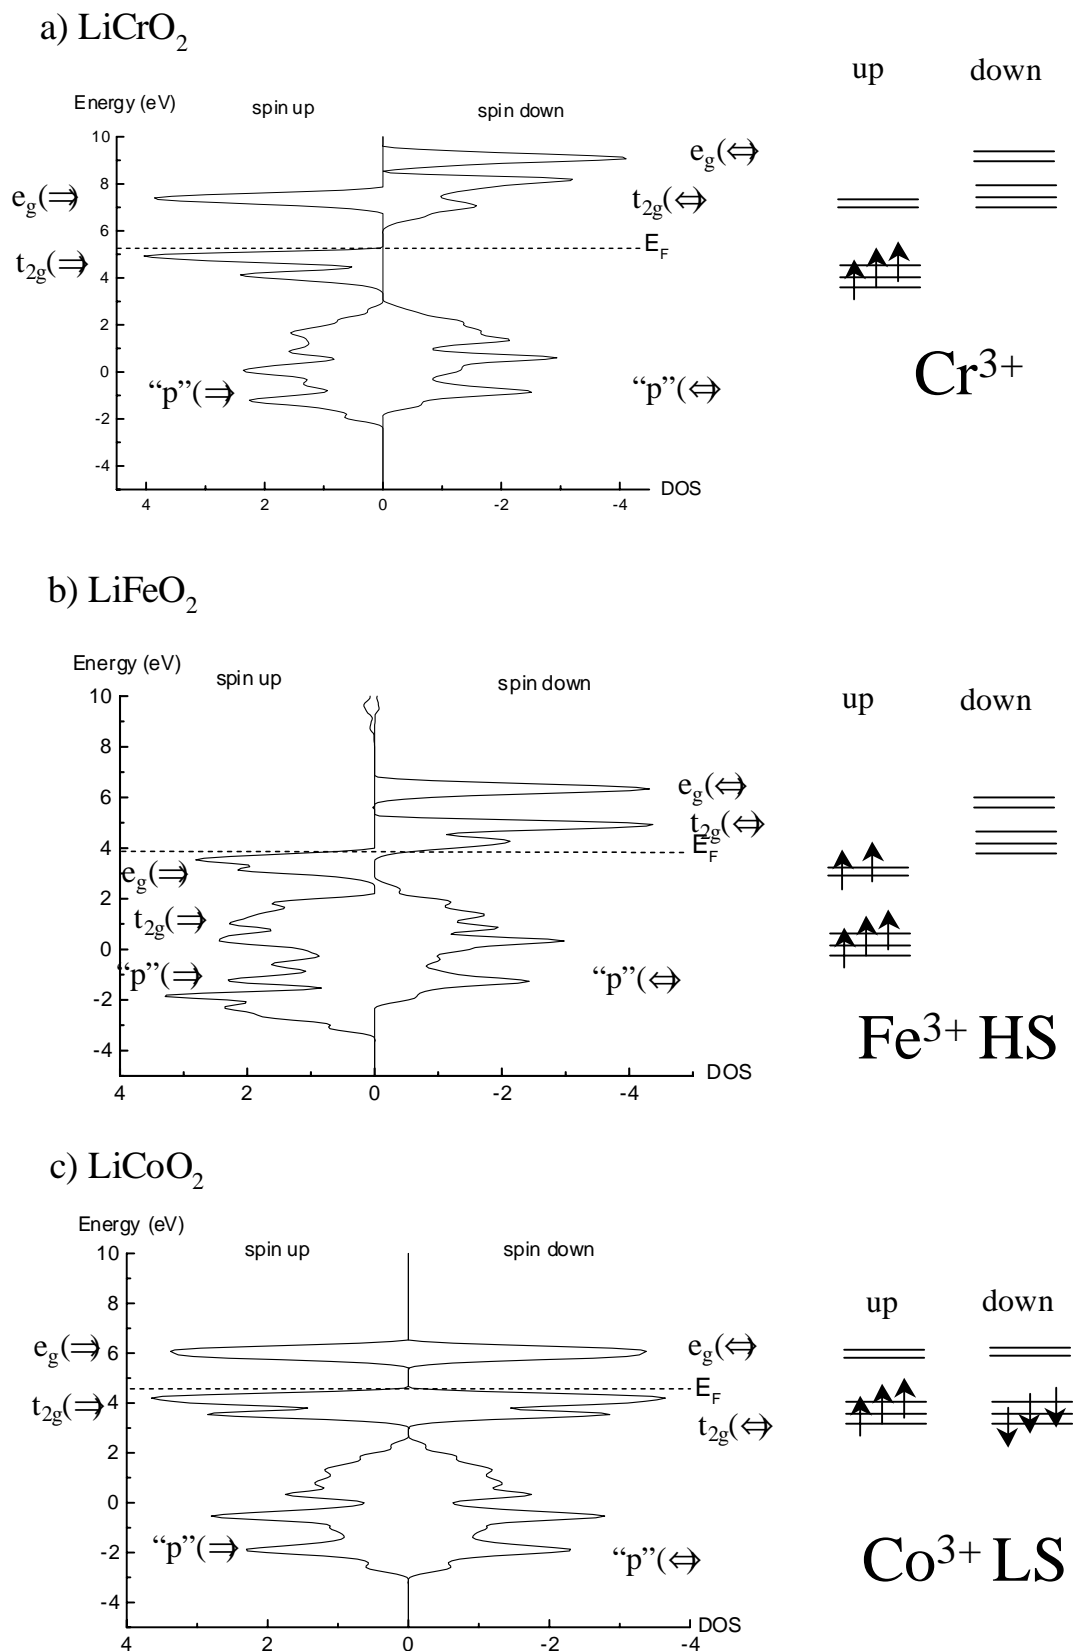 a) LiCrO2
up down
Energy (eV) spin up spin down
10
8
6
4
2
0
-2
-4
eg(⇒)
t2g(⇒)
“p”(⇒)
eg(⇔)
t2g(⇔)
EF
“p”(⇔)
Cr3+
4 2 0 -2 -4 DOS
b) LiFeO2
up down
Energy (eV) spin up spin down
10
8
6
4
2
0
-2
-4
eg(⇒)
t2g(⇒)
“p”(⇒)
eg(⇔)
t2g(⇔)
EF
“p”(⇔)
Fe3+ HS
4 2 0 -2 -4 DOS
c) LiCoO2
up down
Energy (eV) spin up spin down
10
8
6
4
2
0
-2
-4
eg(⇒)
t2g(⇒)
“p”(⇒)
eg(⇔)
EF
t2g(⇔)
“p”(⇔)
Co3+ LS
4 2 0 -2 -4 DOS